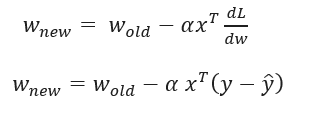 w_new = w_old − αx^T dL/dw
w_new = w_old − α x^T(y − ŷ)